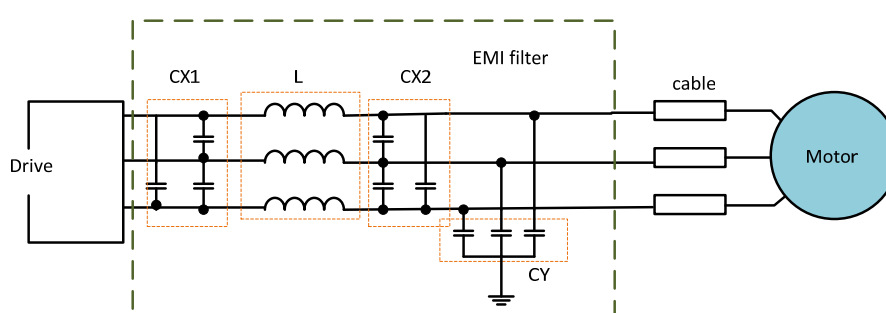 EMI filter
CX1
L
CX2
cable
Drive
Motor
CY